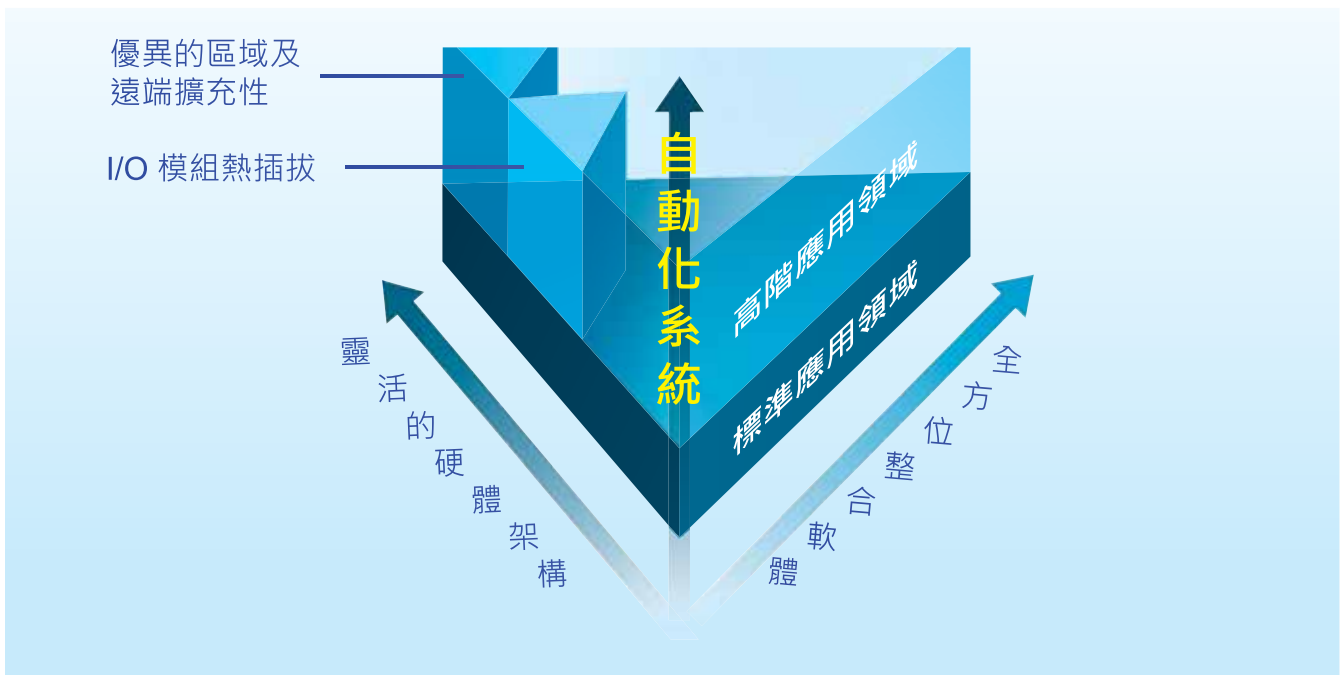 優異的區域及
遠端擴充性
I/O 模組熱插拔
自動化系統
高階應用領域
標準應用領域
靈活的硬體架構
全方位整合軟體